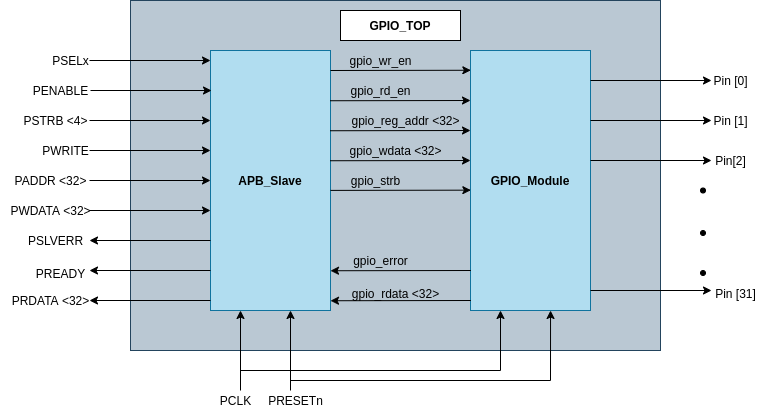 GPIO_TOP
PSELx
PENABLE
PSTRB <4>
PWRITE
PADDR <32>
PWDATA <32>
PSLVERR
PREADY
PRDATA <32>
APB_Slave
gpio_wr_en
gpio_rd_en
gpio_reg_addr <32>
gpio_wdata <32>
gpio_strb
gpio_error
gpio_rdata <32>
GPIO_Module
Pin [0]
Pin [1]
Pin[2]
Pin [31]
PCLK
PRESETn